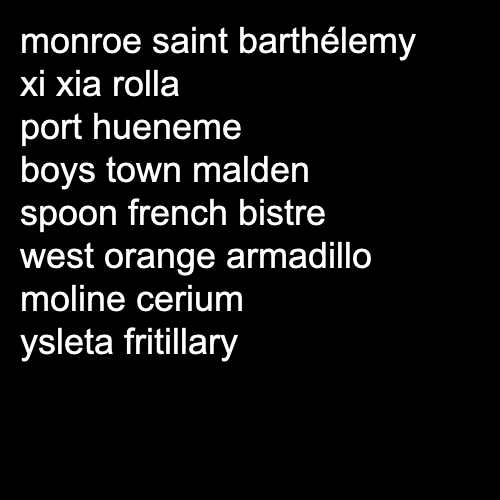 monroe saint barthélemy
xi xia rolla
port hueneme
boys town malden
spoon french bistre
west orange armadillo
moline cerium
ysleta fritillary